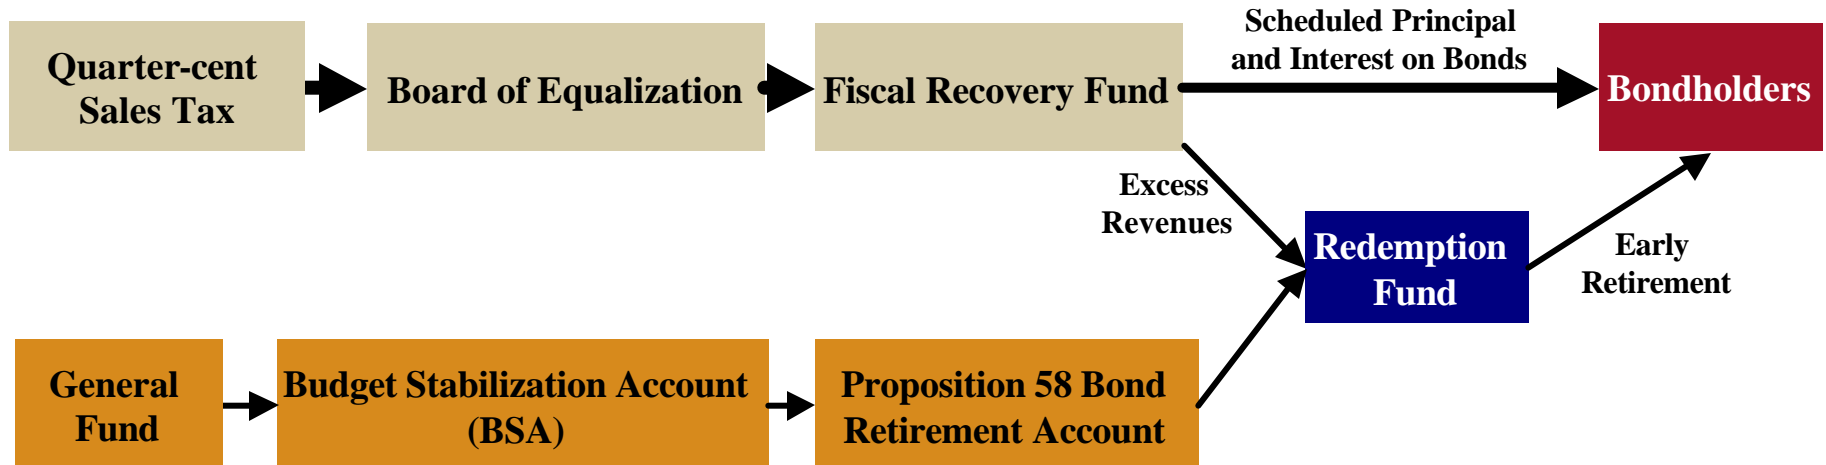 Quarter-cent
Sales Tax
Board of Equalization
Fiscal Recovery Fund
Scheduled Principal
and Interest on Bonds
Bondholders
Excess
Revenues
Redemption
Fund
Early
Retirement
General
Fund
Budget Stabilization Account
(BSA)
Proposition 58 Bond
Retirement Account